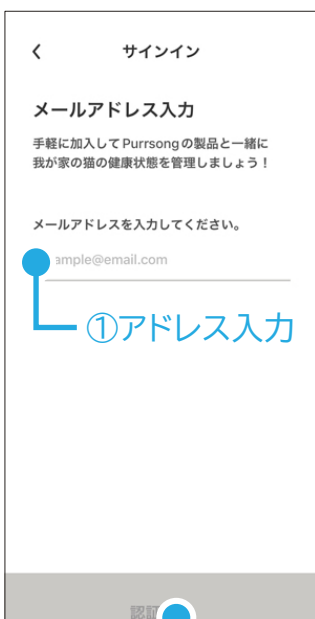 サインイン
メールアドレス入力
手軽に加入してPurrsongの製品と一緒に
我が家の猫の健康状態を管理しましょう！
メールアドレスを入力してください。
ample@email.com
①アドレス入力
認証